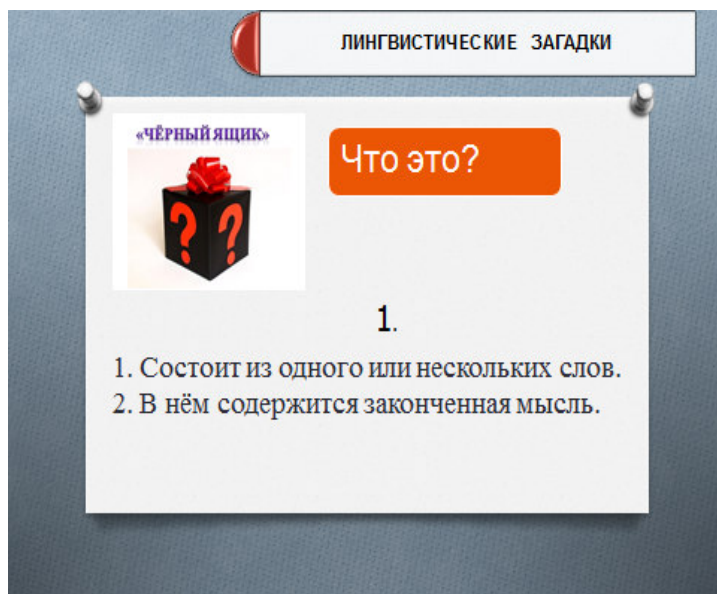 ЛИНГВИСТИЧЕСКИЕ ЗАГАДКИ
«ЧЁРНЫЙ ЯЩИК»
Что это?
? ?
1.
1. Состоит из одного или нескольких слов.
2. В нём содержится законченная мысль.